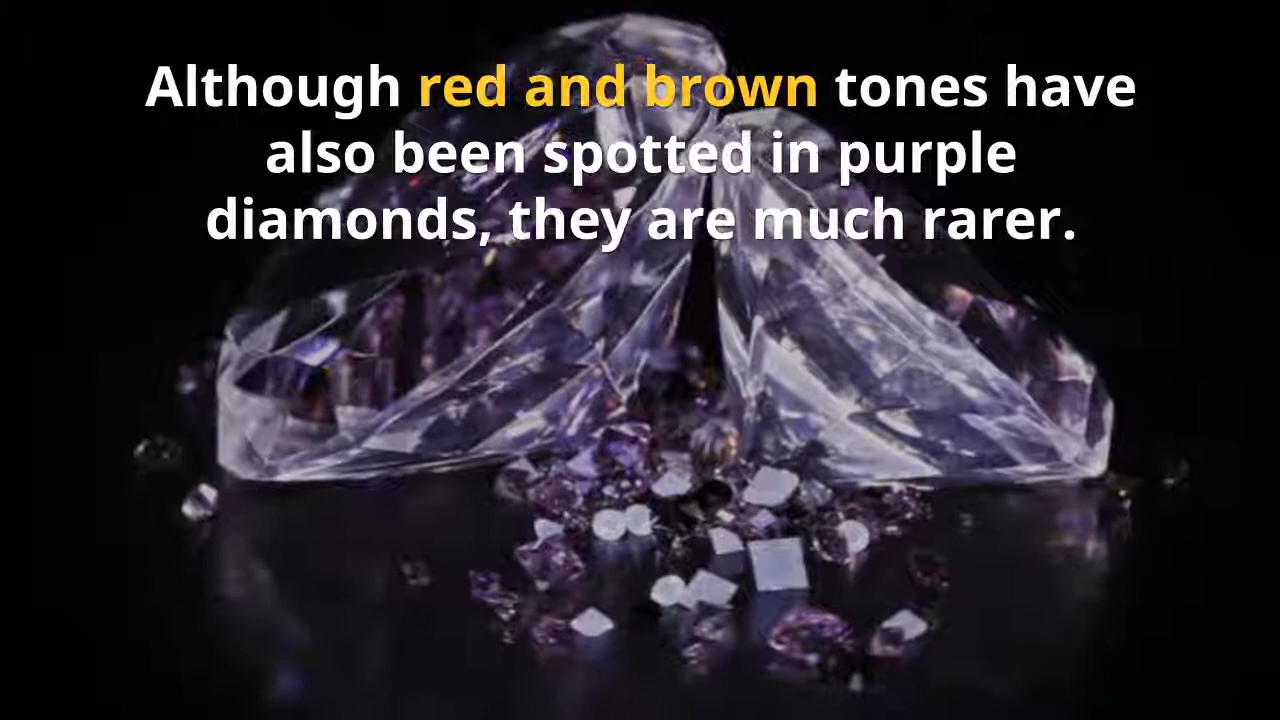 Although red and brown tones have
also been spotted in purple
diamonds, they are much rarer.